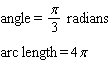 angle = π/3 radians
arc length = 4π